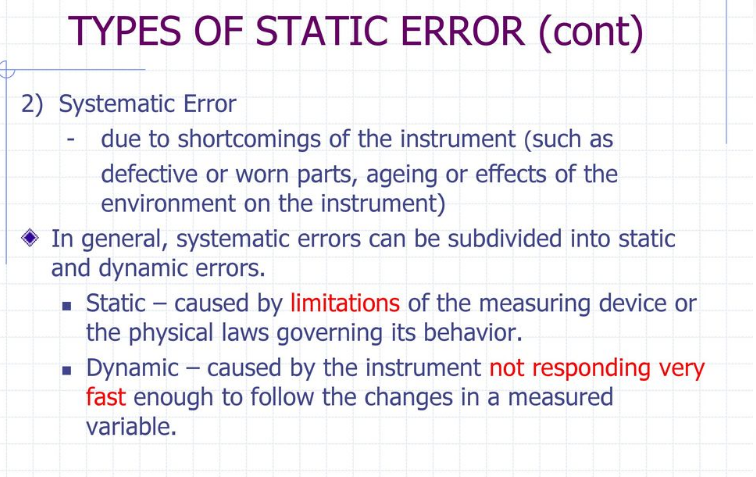 TYPES OF STATIC ERROR (cont)
2) Systematic Error
- due to shortcomings of the instrument (such as
defective or worn parts, ageing or effects of the
environment on the instrument)
In general, systematic errors can be subdivided into static
and dynamic errors.
Static – caused by limitations of the measuring device or
the physical laws governing its behavior.
Dynamic – caused by the instrument not responding very
fast enough to follow the changes in a measured
variable.